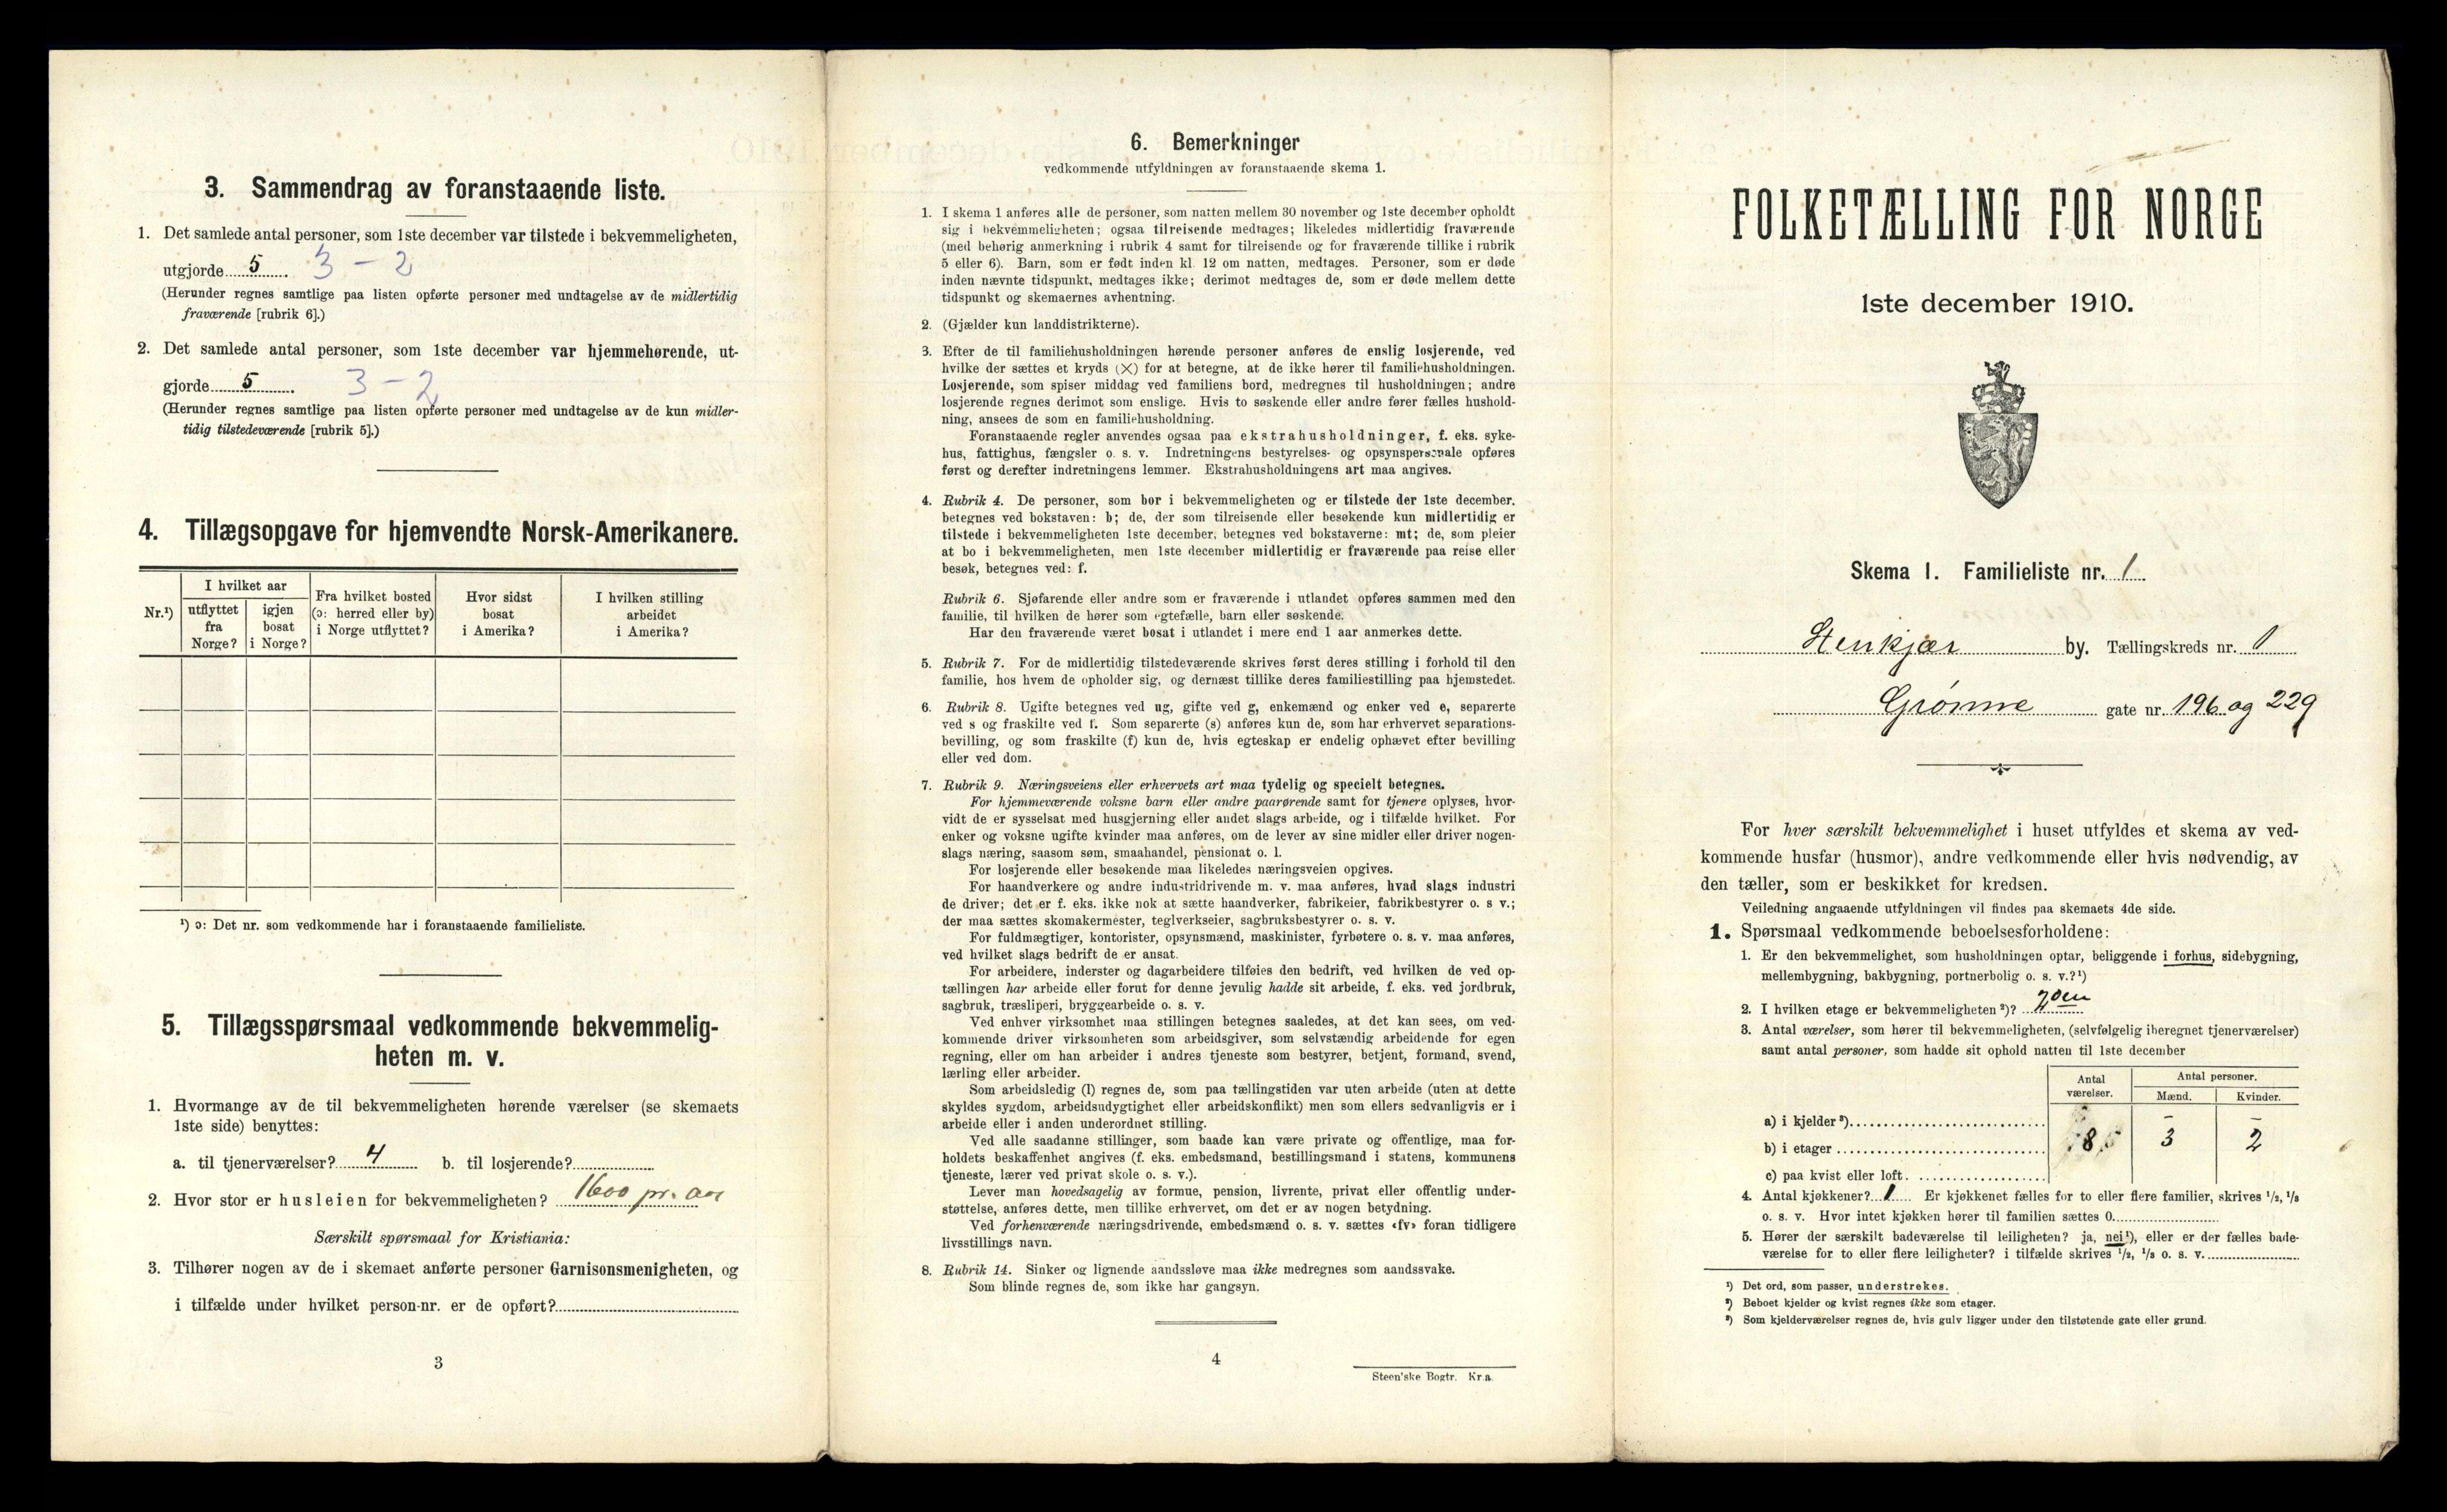 3. Sammendrag av foranstaaende liste.
1. Det samlede antal personer, som 1ste december var tilstede i bekvemmeligheten,
utgjorde 5 3 – 2
(Herunder regnes samtlige paa listen opførte personer med undtagelse av de midlertidig
fraværende [rubrik 6].)
2. Det samlede antal personer, som 1ste december var hjemmehørende, ut-
gjorde 5 3 – 2
(Herunder regnes samtlige paa listen opførte personer med undtagelse av de kun midler-
tidig tilstedeværende [rubrik 5].)
4. Tillægsopgave for hjemvendte Norsk-Amerikanere.
Nr.¹)
I hvilket aar
utflyttet
fra
Norge?
igjen
bosat
i Norge?
Fra hvilket bosted
(ɔ: herred eller by)
i Norge utflyttet?
Hvor sidst
bosat
i Amerika?
I hvilken stilling
arbeidet
i Amerika?
¹) ɔ: Det nr. som vedkommende har i foranstaaende familieliste.
5. Tillægsspørsmaal vedkommende bekvemmelig-
heten m. v.
1. Hvormange av de til bekvemmeligheten hørende værelser (se skemaets
1ste side) benyttes:
a. til tjenerværelser? 4 b. til losjerende?
2. Hvor stor er husleien for bekvemmeligheten? 1600 pr. aar
Særskilt spørsmaal for Kristiania:
3. Tilhører nogen av de i skemaet anførte personer Garnisonsmenigheten, og
i tilfælde under hvilket person-nr. er de opført?
3
6. Bemerkninger
vedkommende utfyldningen av foranstaaende skema 1.
1. I skema 1 anføres alle de personer, som natten mellem 30 november og 1ste december opholdt
sig i bekvemmeligheten; ogsaa tilreisende medtages; likeledes midlertidig fraværende
(med behørig anmerkning i rubrik 4 samt for tilreisende og for fraværende tillike i rubrik
5 eller 6). Barn, som er født inden kl. 12 om natten, medtages. Personer, som er døde
inden nævnte tidspunkt, medtages ikke; derimot medtages de, som er døde mellem dette
tidspunkt og skemaernes avhentning.
2. (Gjælder kun landdistrikterne).
3. Efter de til familiehusholdningen hørende personer anføres de enslig losjerende, ved
hvilke der sættes et kryds (×) for at betegne, at de ikke hører til familiehusholdningen.
Losjerende, som spiser middag ved familiens bord, medregnes til husholdningen; andre
losjerende regnes derimot som enslige. Hvis to søskende eller andre fører fælles hushold-
ning, ansees de som en familiehusholdning.
Foranstaaende regler anvendes ogsaa paa ekstrahusholdninger, f. eks. syke-
hus, fattighus, fængsler o. s. v. Indretningens bestyrelses- og opsynspersonale opføres
først og derefter indretningens lemmer. Ekstrahusholdningens art maa angives.
4. Rubrik 4. De personer, som bor i bekvemmeligheten og er tilstede der 1ste december,
betegnes ved bokstaven: b; de, der som tilreisende eller besøkende kun midlertidig er
tilstede i bekvemmeligheten 1ste december, betegnes ved bokstaverne: mt; de, som pleier
at bo i bekvemmeligheten, men 1ste december midlertidig er fraværende paa reise eller
besøk, betegnes ved: f.
Rubrik 6. Sjøfarende eller andre som er fraværende i utlandet opføres sammen med den
familie, til hvilken de hører som egtefælle, barn eller søskende.
Har den fraværende været bosat i utlandet i mere end 1 aar anmerkes dette.
5. Rubrik 7. For de midlertidig tilstedeværende skrives først deres stilling i forhold til den
familie, hos hvem de opholder sig, og dernæst tillike deres familiestilling paa hjemstedet.
6. Rubrik 8. Ugifte betegnes ved ug, gifte ved g, enkemænd og enker ved e, separerte
ved s og fraskilte ved f. Som separerte (s) anføres kun de, som har erhvervet separations-
bevilling, og som fraskilte (f) kun de, hvis egteskap er endelig ophævet efter bevilling
eller ved dom.
7. Rubrik 9. Næringsveiens eller erhvervets art maa tydelig og specielt betegnes.
For hjemmeværende voksne barn eller andre paarørende samt for tjenere oplyses, hvor-
vidt de er sysselsat med husgjerning eller andet slags arbeide, og i tilfælde hvilket. For
enker og voksne ugifte kvinder maa anføres, om de lever av sine midler eller driver nogen-
slags næring, saasom søm, smaahandel, pensionat o. l.
For losjerende eller besøkende maa likeledes næringsveien opgives.
For haandverkere og andre industridrivende m. v. maa anføres, hvad slags industri
de driver; det er f. eks. ikke nok at sætte haandverker, fabrikeier, fabrikbestyrer o. s v.;
der maa sættes skomakermester, teglverkseier, sagbruksbestyrer o. s. v.
For fuldmægtiger, kontorister, opsynsmænd, maskinister, fyrbøtere o. s. v. maa anføres,
ved hvilket slags bedrift de er ansat.
For arbeidere, inderster og dagarbeidere tilføies den bedrift, ved hvilken de ved op-
tællingen har arbeide eller forut for denne jevnlig hadde sit arbeide, f. eks. ved jordbruk,
sagbruk, træsliperi, bryggearbeide o. s. v.
Ved enhver virksomhet maa stillingen betegnes saaledes, at det kan sees, om ved-
kommende driver virksomheten som arbeidsgiver, som selvstændig arbeidende for egen
regning, eller om han arbeider i andres tjeneste som bestyrer, betjent, formand, svend,
lærling eller arbeider.
Som arbeidsledig (l) regnes de, som paa tællingstiden var uten arbeide (uten at dette
skyldes sygdom, arbeidsudygtighet eller arbeidskonflikt) men som ellers sedvanligvis er i
arbeide eller i anden underordnet stilling.
Ved alle saadanne stillinger, som baade kan være private og offentlige, maa for-
holdets beskaffenhet angives (f. eks. embedsmand, bestillingsmand i statens, kommunens
tjeneste, lærer ved privat skole o. s. v.).
Lever man hovedsagelig av formue, pension, livrente, privat eller offentlig under-
støttelse, anføres dette, men tillike erhvervet, om det er av nogen betydning.
Ved forhenværende næringsdrivende, embedsmænd o. s. v. sættes «fv» foran tidligere
livsstillings navn.
8. Rubrik 14. Sinker og lignende aandssløve maa ikke medregnes som aandssvake.
Som blinde regnes de, som ikke har gangsyn.
4
Steen'ske Bogtr. Kr.a.
FOLKETÆLLING FOR NORGE
1ste december 1910.
Skema 1. Familieliste nr. 1
Stenkjær by. Tællingskreds nr. 1
Grønne gate nr. 196 og 229
For hver særskilt bekvemmelighet i huset utfyldes et skema av ved-
kommende husfar (husmor), andre vedkommende eller hvis nødvendig, av
den tæller, som er beskikket for kredsen.
Veiledning angaaende utfyldningen vil findes paa skemaets 4de side.
1. Spørsmaal vedkommende beboelsesforholdene:
1. Er den bekvemmelighet, som husholdningen optar, beliggende i forhus, sidebygning,
mellembygning, bakbygning, portnerbolig o. s. v.?¹)
2. I hvilken etage er bekvemmeligheten²)? 2den
3. Antal værelser, som hører til bekvemmeligheten, (selvfølgelig iberegnet tjenerværelser)
samt antal personer, som hadde sit ophold natten til 1ste december
Antal
værelser.
Antal personer.
Mænd. Kvinder.
a) i kjelder³) – –
b) i etager 8 3 2
c) paa kvist eller loft.
4. Antal kjøkkener? 1 Er kjøkkenet fælles for to eller flere familier, skrives 1/2, 1/3
o. s. v. Hvor intet kjøkken hører til familien sættes 0.
5. Hører der særskilt badeværelse til leiligheten? ja, nei¹), eller er der fælles bade-
værelse for to eller flere leiligheter? i tilfælde skrives 1/2, 1/3 o. s. v.
¹) Det ord, som passer, understrekes.
²) Beboet kjelder og kvist regnes ikke som etager.
³) Som kjelderværelser regnes de, hvis gulv ligger under den tilstøtende gate eller grund.